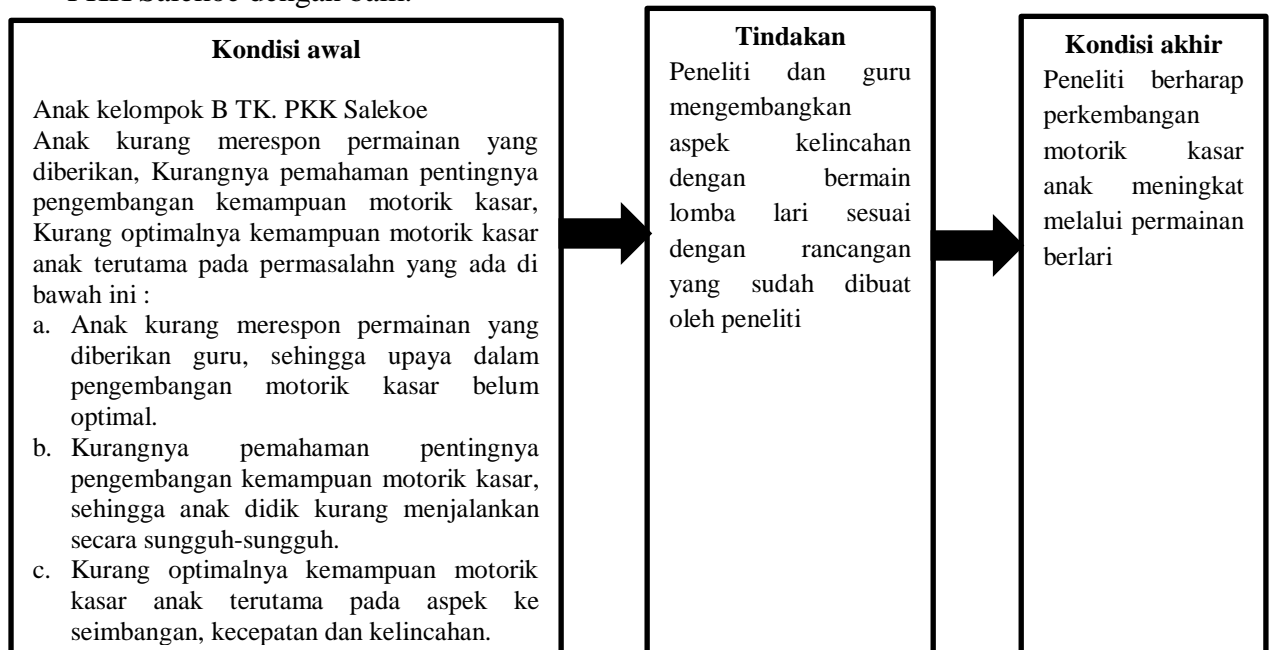 PKK Salekoe dengan baik.
Kondisi awal
Anak kelompok B TK. PKK Salekoe
Anak kurang merespon permainan yang
diberikan, Kurangnya pemahaman pentingnya
pengembangan kemampuan motorik kasar,
Kurang optimalnya kemampuan motorik kasar
anak terutama pada permasalahn yang ada di
bawah ini :
a. Anak kurang merespon permainan yang
diberikan guru, sehingga upaya dalam
pengembangan motorik kasar belum
optimal.
b. Kurangnya pemahaman pentingnya
pengembangan kemampuan motorik kasar,
sehingga anak didik kurang menjalankan
secara sungguh-sungguh.
c. Kurang optimalnya kemampuan motorik
kasar anak terutama pada aspek ke
seimbangan, kecepatan dan kelincahan.
Tindakan
Peneliti dan guru
mengembangkan
aspek kelincahan
dengan bermain
lomba lari sesuai
dengan rancangan
yang sudah dibuat
oleh peneliti
Kondisi akhir
Peneliti berharap
perkembangan
motorik kasar
anak meningkat
melalui permainan
berlari